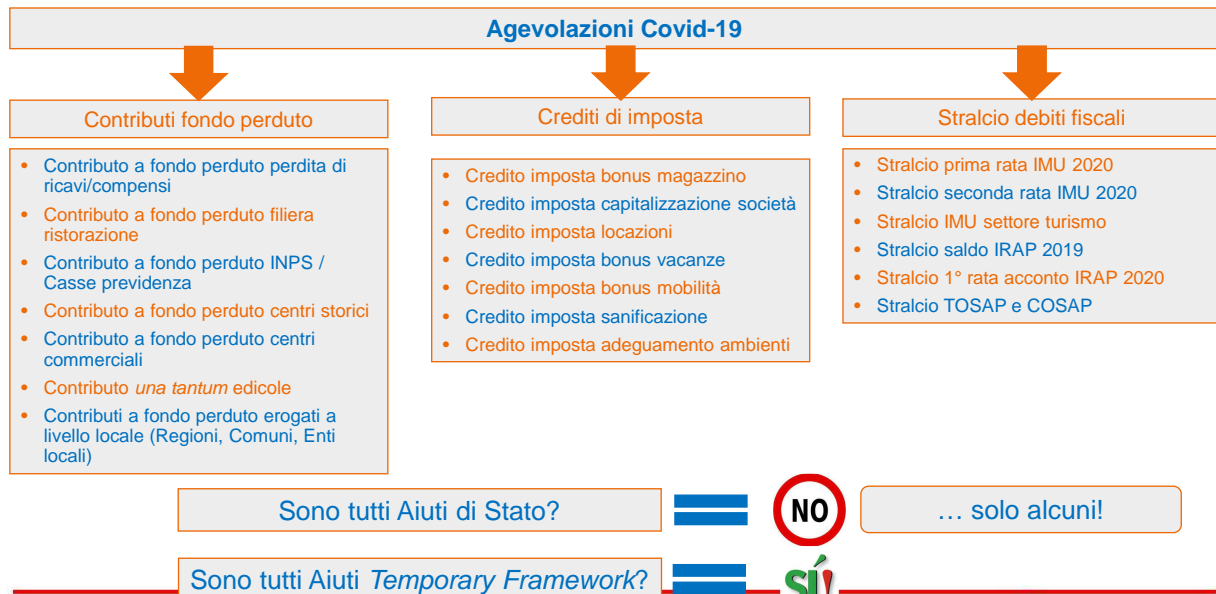 Agevolazioni Covid-19
Contributi fondo perduto
• Contributo a fondo perduto perdita di
ricavi/compensi
• Contributo a fondo perduto filiera
ristorazione
• Contributo a fondo perduto INPS /
Casse previdenza
• Contributo a fondo perduto centri storici
• Contributo a fondo perduto centri
commerciali
• Contributo una tantum edicole
• Contributi a fondo perduto erogati a
livello locale (Regioni, Comuni, Enti
locali)
Crediti di imposta
• Credito imposta bonus magazzino
• Credito imposta capitalizzazione società
• Credito imposta locazioni
• Credito imposta bonus vacanze
• Credito imposta bonus mobilità
• Credito imposta sanificazione
• Credito imposta adeguamento ambienti
Stralcio debiti fiscali
• Stralcio prima rata IMU 2020
• Stralcio seconda rata IMU 2020
• Stralcio IMU settore turismo
• Stralcio saldo IRAP 2019
• Stralcio 1° rata acconto IRAP 2020
• Stralcio TOSAP e COSAP
Sono tutti Aiuti di Stato?
NO
… solo alcuni!
Sono tutti Aiuti Temporary Framework?
SÍ!